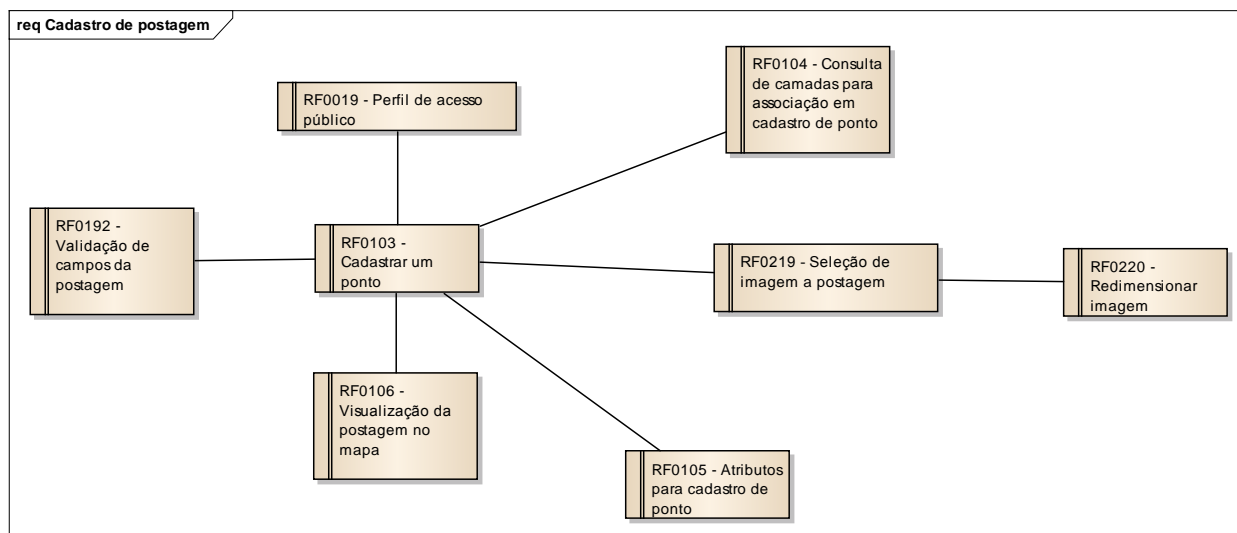 req Cadastro de postagem
RF0019 - Perfil de acesso
público
RF0104 - Consulta
de camadas para
associação em
cadastro de ponto
RF0192 -
Validação de
campos da
postagem
RF0103 -
Cadastrar um
ponto
RF0219 - Seleção de
imagem a postagem
RF0220 -
Redimensionar
imagem
RF0106 -
Visualização da
postagem no
mapa
RF0105 - Atributos
para cadastro de
ponto